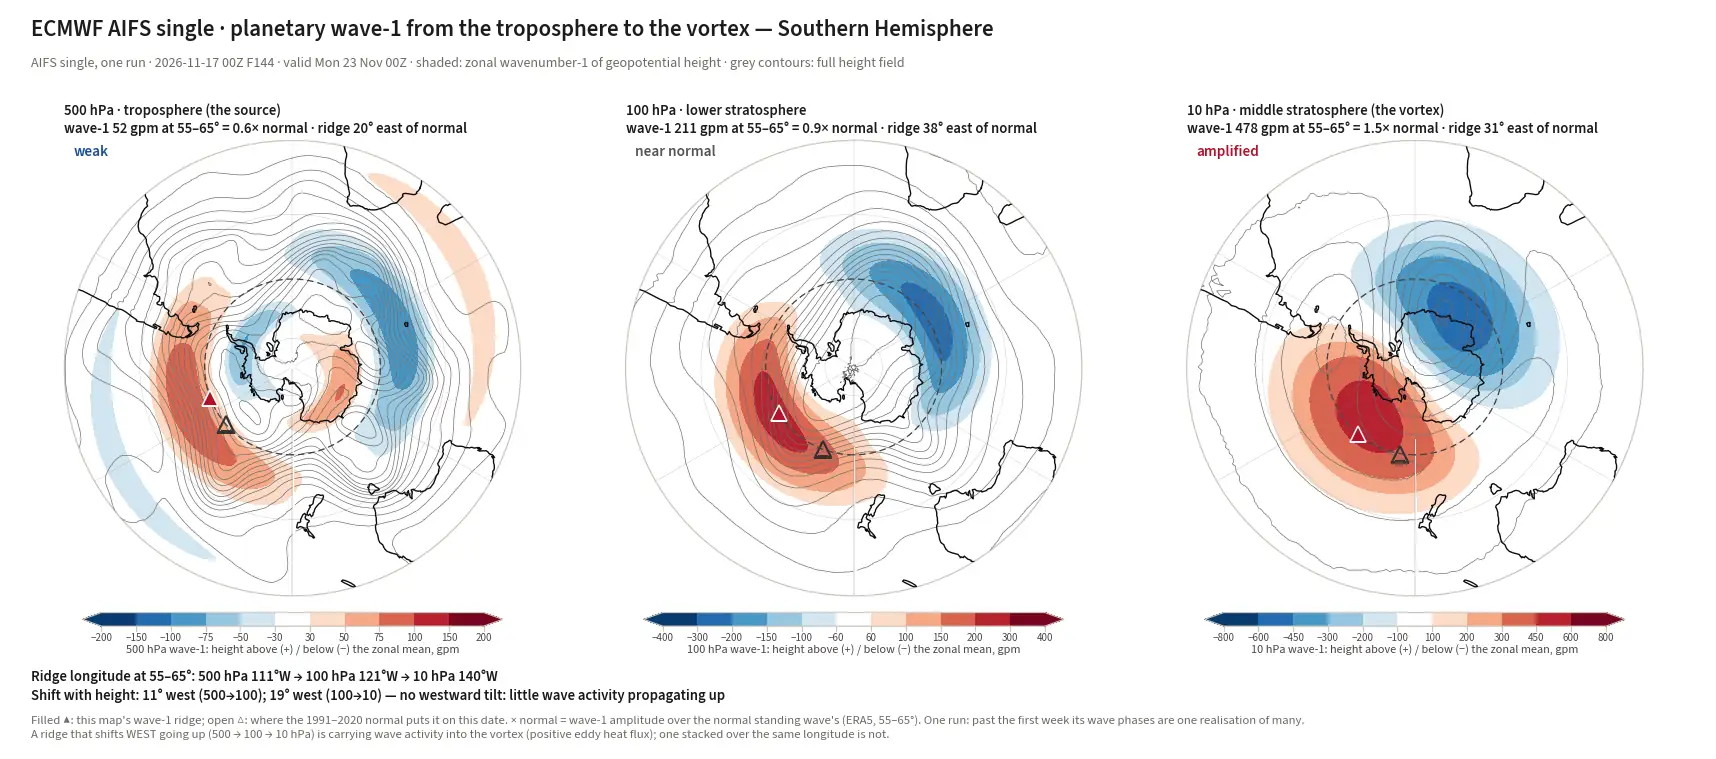 ECMWF AIFS single · planetary wave-1 from the troposphere to the vortex — Southern Hemisphere
AIFS single, one run · 2026-11-17 00Z F144 · valid Mon 23 Nov 00Z · shaded: zonal wavenumber-1 of geopotential height · grey contours: full height field
500 hPa · troposphere (the source)
wave-1 52 gpm at 55–65° = 0.6× normal · ridge 20° east of normal
weak
100 hPa · lower stratosphere
wave-1 211 gpm at 55–65° = 0.9× normal · ridge 38° east of normal
near normal
10 hPa · middle stratosphere (the vortex)
wave-1 478 gpm at 55–65° = 1.5× normal · ridge 31° east of normal
amplified
−200 −150 −100 −75 −50 −30 30 50 75 100 150 200
500 hPa wave-1: height above (+) / below (−) the zonal mean, gpm
−400 −300 −200 −150 −100 −60 60 100 150 200 300 400
100 hPa wave-1: height above (+) / below (−) the zonal mean, gpm
−800 −600 −450 −300 −200 −100 100 200 300 450 600 800
10 hPa wave-1: height above (+) / below (−) the zonal mean, gpm
Ridge longitude at 55–65°: 500 hPa 111°W → 100 hPa 121°W → 10 hPa 140°W
Shift with height: 11° west (500→100); 19° west (100→10) — no westward tilt: little wave activity propagating up
Filled ▲: this map's wave-1 ridge; open △: where the 1991–2020 normal puts it on this date. × normal = wave-1 amplitude over the normal standing wave's (ERA5, 55–65°). One run: past the first week its wave phases are one realisation of many.
A ridge that shifts WEST going up (500 → 100 → 10 hPa) is carrying wave activity into the vortex (positive eddy heat flux); one stacked over the same longitude is not.